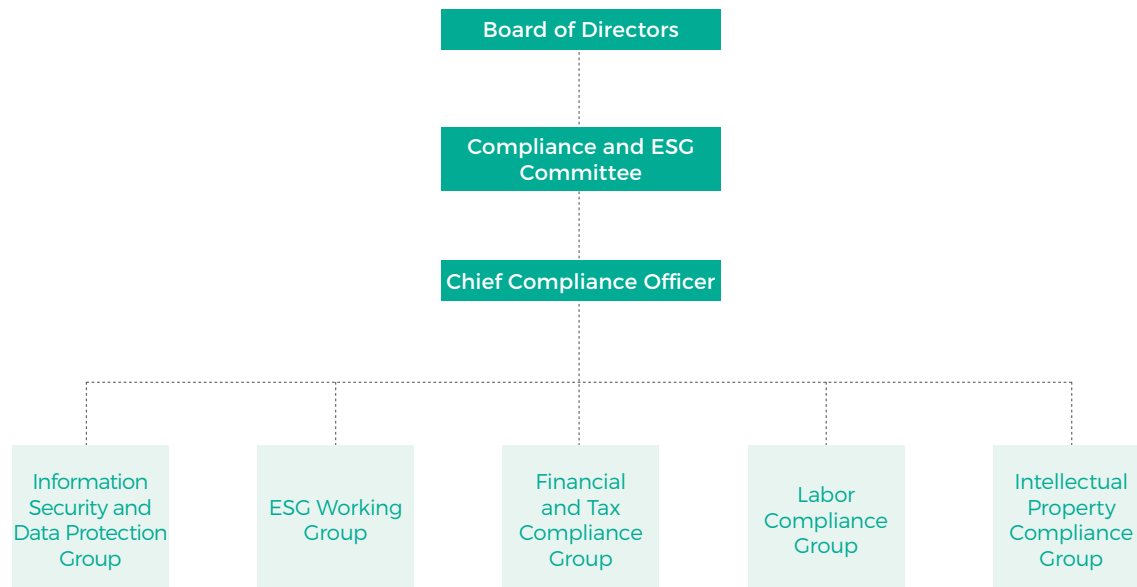 Board of Directors
Compliance and ESG
Committee
Chief Compliance Officer
Information
Security and
Data Protection
Group
ESG Working
Group
Financial
and Tax
Compliance
Group
Labor
Compliance
Group
Intellectual
Property
Compliance
Group